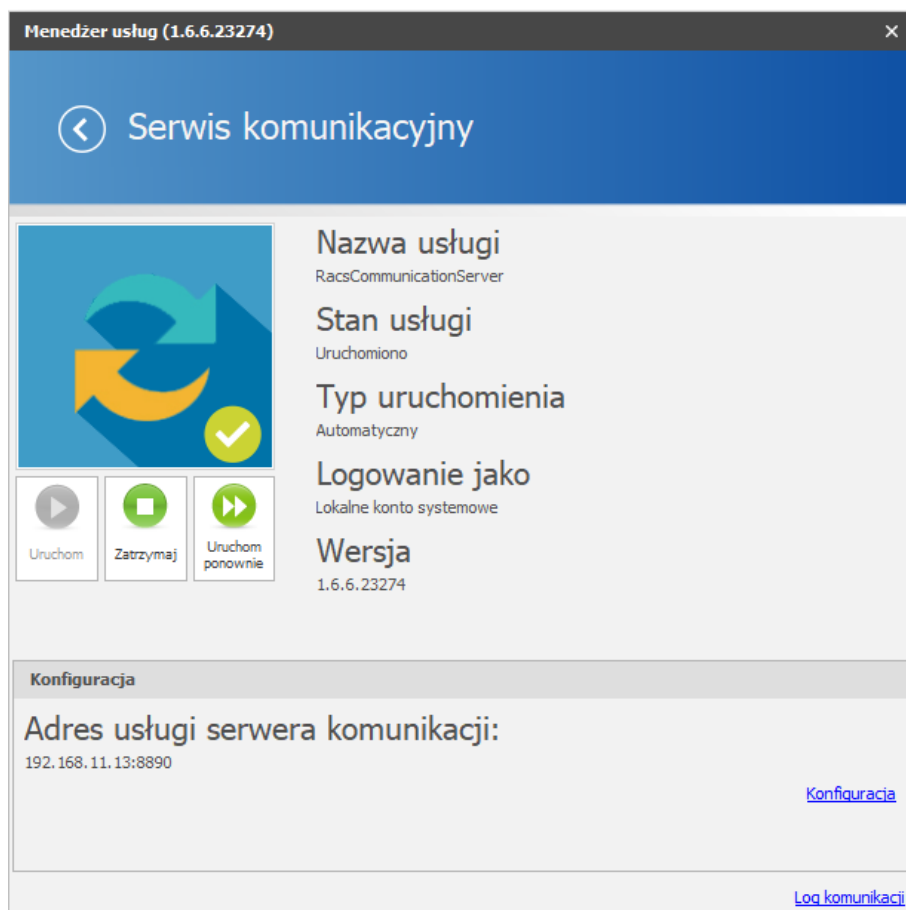 Menedżer usług (1.6.6.23274)
Serwis komunikacyjny
Nazwa usługi
RacsCommunicationServer
Stan usługi
Uruchomiono
Typ uruchomienia
Automatyczny
Logowanie jako
Lokalne konto systemowe
Wersja
1.6.6.23274
Uruchom
Zatrzymaj
Uruchom
ponownie
Konfiguracja
Adres usługi serwera komunikacji:
192.168.11.13:8890
Konfiguracja
Log komunikacji